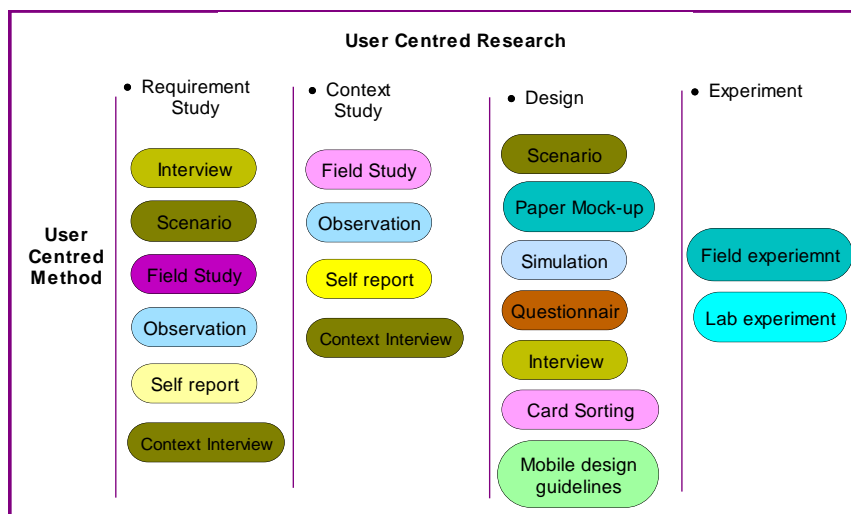 User Centred Research
• Requirement
Study
Interview
Scenario
Field Study
Observation
Self report
Context Interview
• Context
Study
Field Study
Observation
Self report
Context Interview
• Design
Scenario
Paper Mock-up
Simulation
Questionnair
Interview
Card Sorting
Mobile design
guidelines
• Experiment
Field experiemnt
Lab experiment
User
Centred
Method